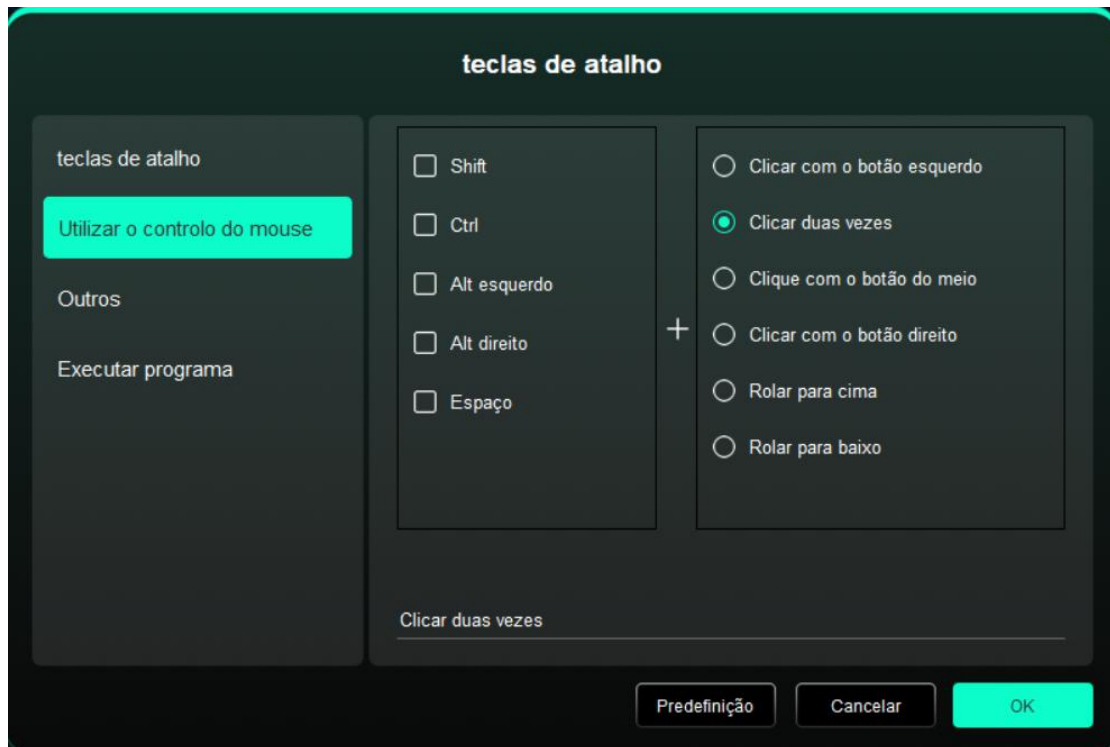 teclas de atalho
teclas de atalho
Utilizar o controlo do mouse
Outros
Executar programa
Shift
Ctrl
Alt esquerdo
Alt direito
Espaço
+
Clicar com o botão esquerdo
Clicar duas vezes
Clique com o botão do meio
Clicar com o botão direito
Rolar para cima
Rolar para baixo
Clicar duas vezes
Predefinição
Cancelar
OK